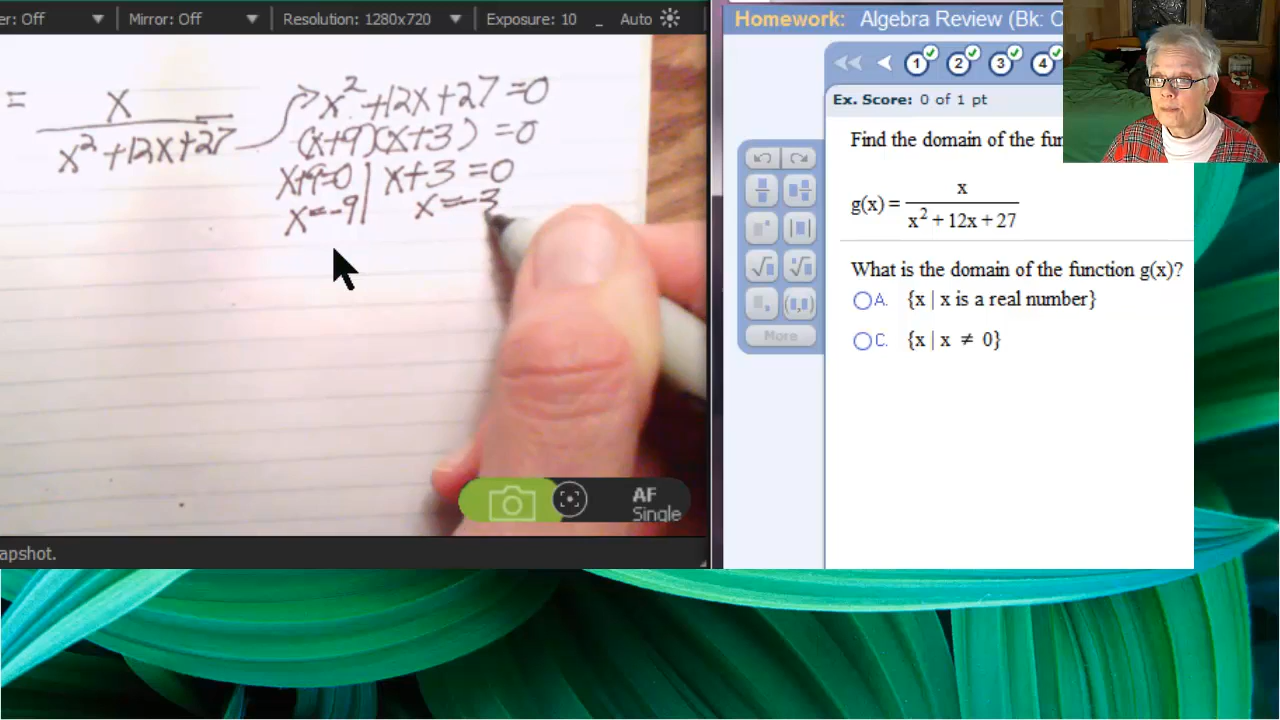 er: Off Mirror: Off Resolution: 1280x720 Exposure: 10 Auto
=
x
x² + 12x + 27
x² + 12x + 27 = 0
(x+9)(x+3) = 0
x+9=0 | x+3 = 0
x = -9 | x = -3
AF
Single
apshot.
Homework: Algebra Review (Bk: C
1 2 3 4
Ex. Score: 0 of 1 pt
Find the domain of the fun
g(x) = x / x² + 12x + 27
What is the domain of the function g(x)?
A. {x | x is a real number}
C. {x | x ≠ 0}
More